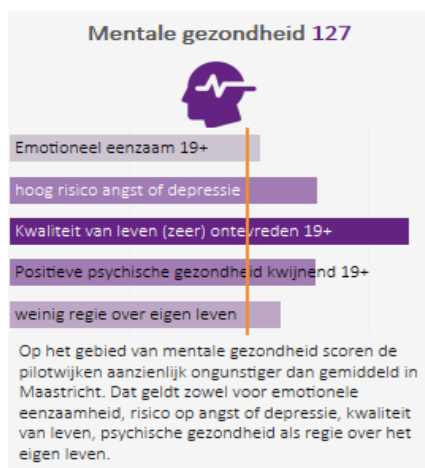 Mentale gezondheid 127
Emotioneel eenzaam 19+
hoog risico angst of depressie
Kwaliteit van leven (zeer) ontevreden 19+
Positieve psychische gezondheid kwijnend 19+
weinig regie over eigen leven
Op het gebied van mentale gezondheid scoren de
pilotwijken aanzienlijk ongunstiger dan gemiddeld in
Maastricht. Dat geldt zowel voor emotionele
eenzaamheid, risico op angst of depressie, kwaliteit
van leven, psychische gezondheid als regie over het
eigen leven.